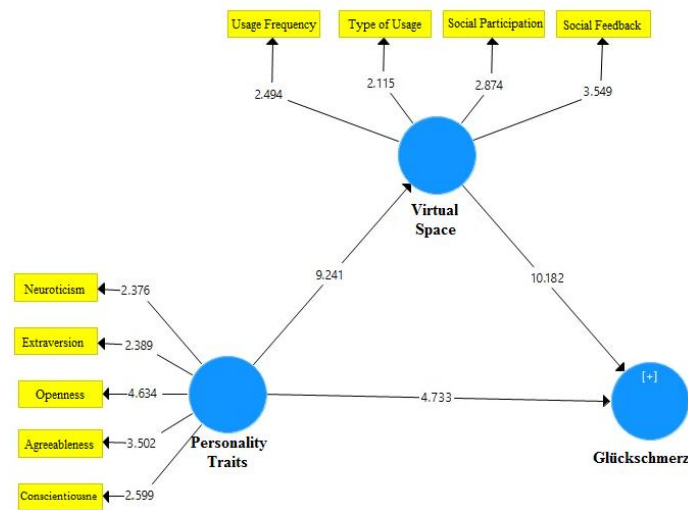 Usage Frequency
Type of Usage
Social Participation
Social Feedback
2.494
2.115
2.874
3.549
Virtual
Space
9.241
10.182
Neuroticism
2.376
Extraversion
2.389
Openness
4.634
Agreeableness
3.502
Conscientiousne
2.599
Personality
Traits
4.733
[+]
Glückschmerz